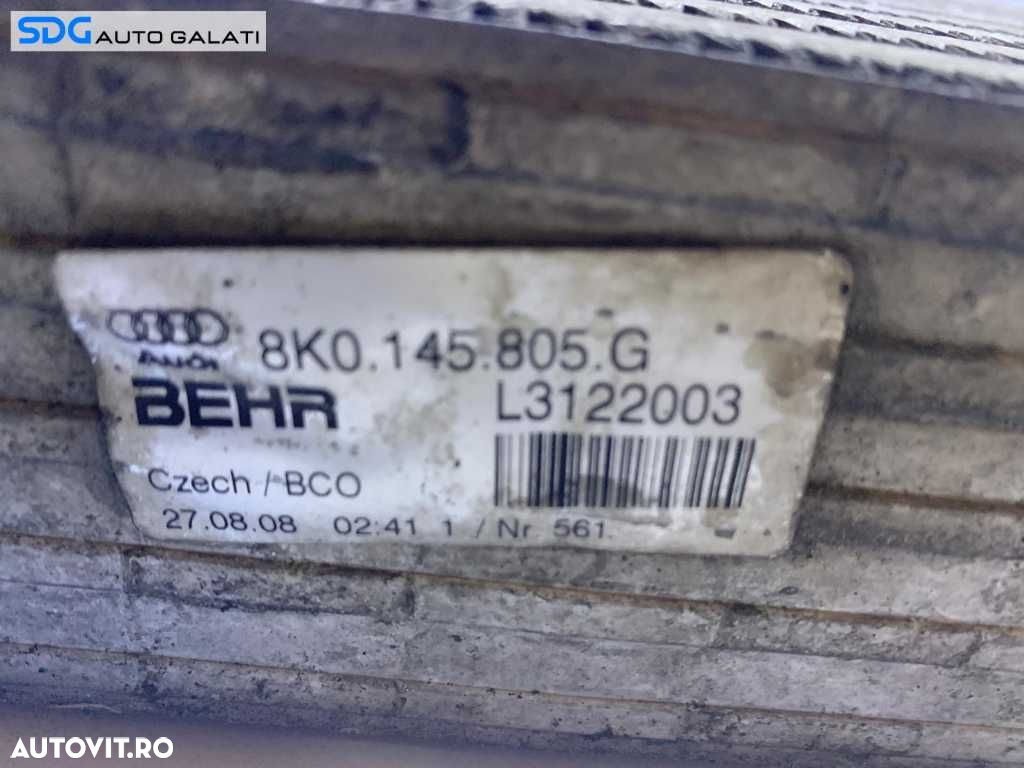 SDG AUTO GALATI
8K0.145.805.G
Audi
BEHR L3122003
Czech / BCO
27.08.08 02:41 1 / Nr 561.
AUTOVIT.RO